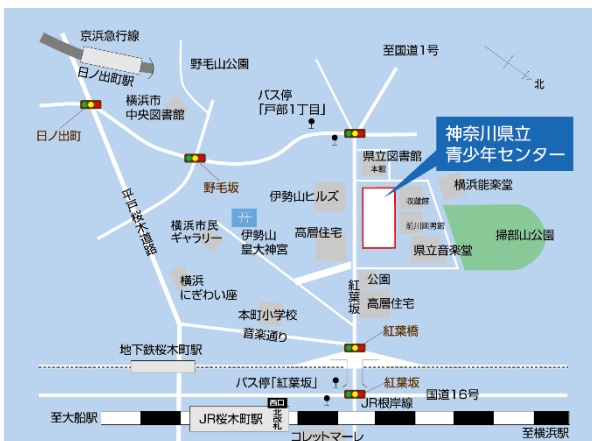 京浜急行線
日ノ出町駅
野毛山公園
至国道1号
北
バス停
「戸部1丁目」
横浜市
中央図書館
日ノ出町
野毛坂
神奈川県立
青少年センター
県立図書館
本館
横浜能楽堂
伊勢山ヒルズ
収蔵館
前川國男館
掃部山公園
平戸桜木道路
横浜市民
ギャラリー
伊勢山
皇大神宮
高層住宅
県立音楽堂
横浜
にぎわい座
紅葉坂
公園
高層住宅
本町小学校
音楽通り
紅葉橋
地下鉄桜木町駅
バス停「紅葉坂」
紅葉坂
国道16号
西口
北改札
JR根岸線
至大船駅
JR桜木町駅
至横浜駅
コレットマーレ